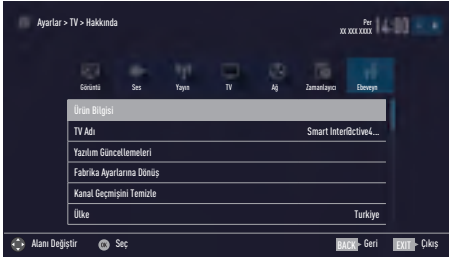 Ayarlar > TV > Hakkında
Per
XX XXX XXXX
14:00
Görüntü Ses Yayın TV Ağ Zamanlayıcı Ebeveyn
Ürün Bilgisi
TV Adı Smart Inter@ctive4...
Yazılım Güncellemeleri
Fabrika Ayarlarına Dönüş
Kanal Geçmişini Temizle
Ülke Turkiye
Alanı Değiştir OK Seç BACK Geri EXIT Çıkış